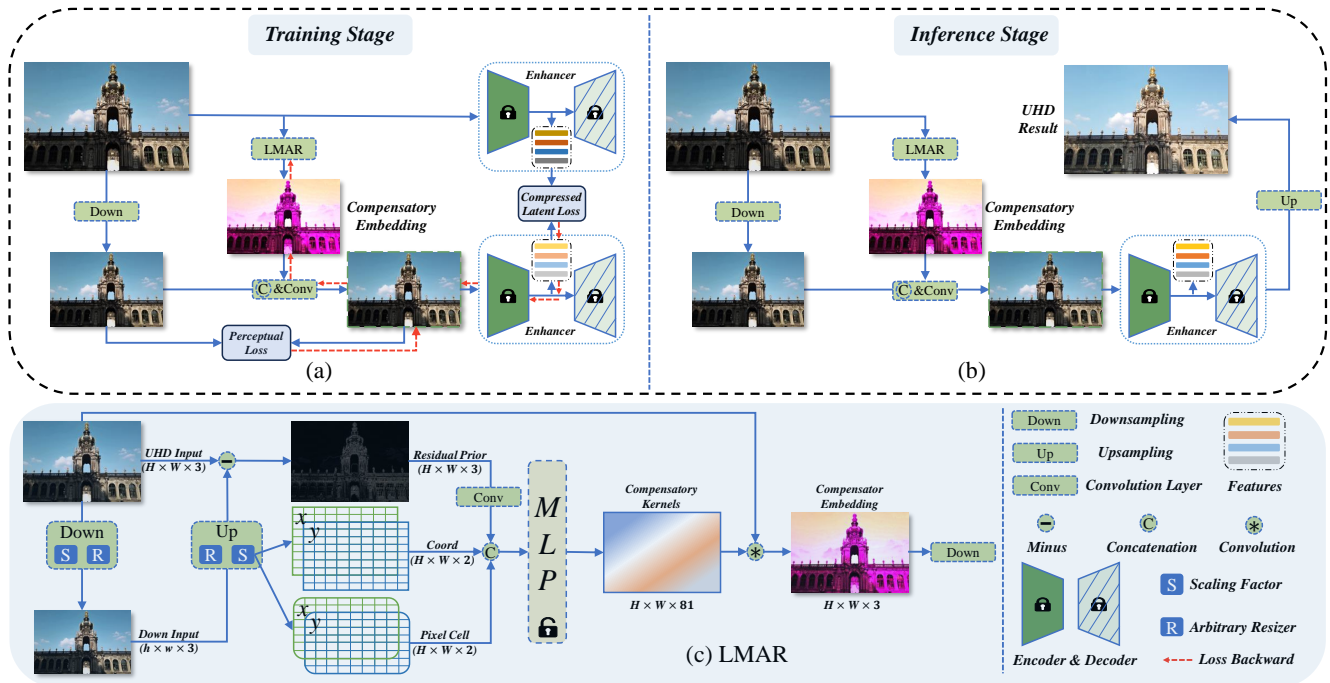 Training Stage
Enhancer
LMAR
Compressed
Latent Loss
Down
Compensatory
Embedding
C &Conv
Enhancer
Perceptual
Loss
(a)
Inference Stage
UHD
Result
LMAR
Down
Compensatory
Embedding
Up
C &Conv
Enhancer
(b)
UHD Input
(H × W × 3)
Down
S R
Down Input
(h × w × 3)
Up
R S
Residual Prior
(H × W × 3)
Conv
x
y
Coord
(H × W × 2)
C
x
y
Pixel Cell
(H × W × 2)
M
L
P
Compensatory
Kernels
H × W × 81
Compensator
Embedding
H × W × 3
Down
(c) LMAR
Down
Downsampling
Up
Upsampling
Conv
Convolution Layer
Features
C
Minus
Concatenation
Convolution
S
Scaling Factor
R
Arbitrary Resizer
Encoder & Decoder
Loss Backward